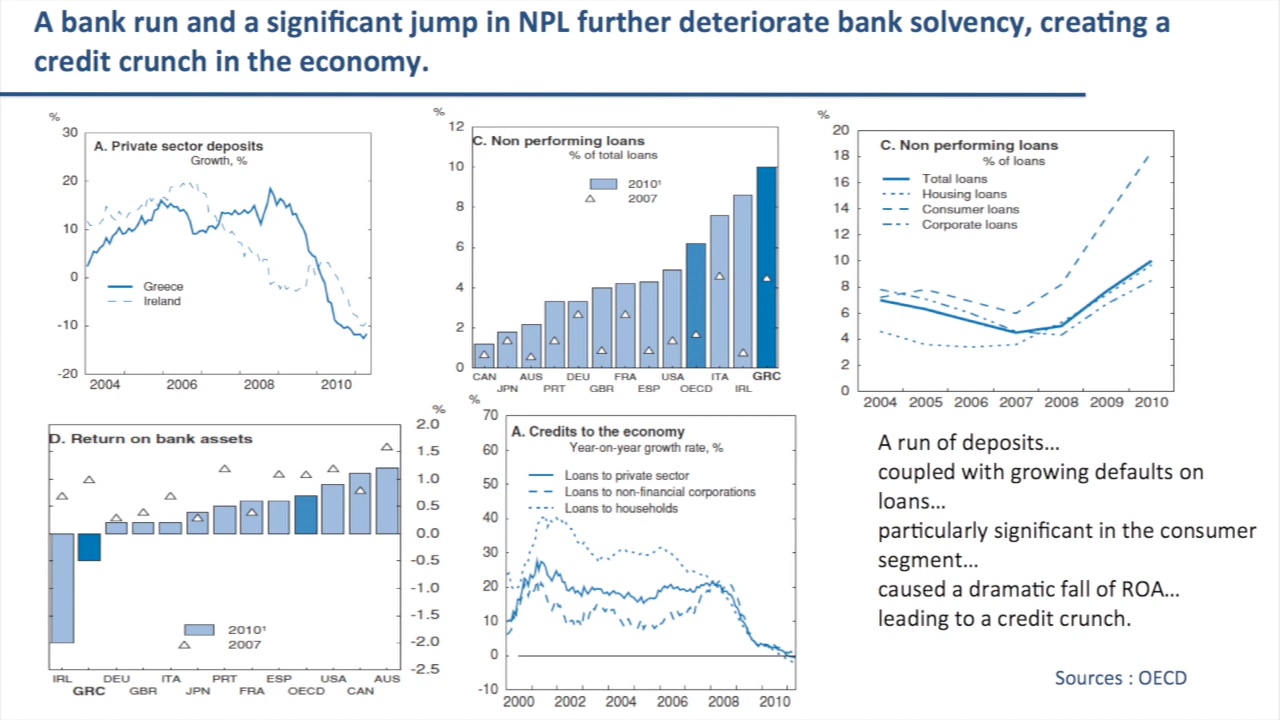 A bank run and a significant jump in NPL further deteriorate bank solvency, creating a
credit crunch in the economy.
%
30
20
10
0
-10
-20
A. Private sector deposits
Growth, %
Greece
Ireland
2004 2006 2008 2010
%
12
10
8
6
4
2
0
C. Non performing loans
% of total loans
2010¹
2007
CAN AUS DEU FRA USA ITA GRC
JPN PRT GBR ESP OECD IRL
%
20
18
16
14
12
10
8
6
4
2
0
C. Non performing loans
% of loans
Total loans
Housing loans
Consumer loans
Corporate loans
2004 2005 2006 2007 2008 2009 2010
%
2.0
1.5
1.0
0.5
0.0
-0.5
-1.0
-1.5
-2.0
-2.5
D. Return on bank assets
2010¹
2007
IRL DEU ITA PRT ESP USA AUS
GRC GBR JPN FRA OECD CAN
%
70
60
50
40
30
20
10
0
-10
A. Credits to the economy
Year-on-year growth rate, %
Loans to private sector
Loans to non-financial corporations
Loans to households
2000 2002 2004 2006 2008 2010
A run of deposits...
coupled with growing defaults on
loans...
particularly significant in the consumer
segment...
caused a dramatic fall of ROA...
leading to a credit crunch.
Sources : OECD